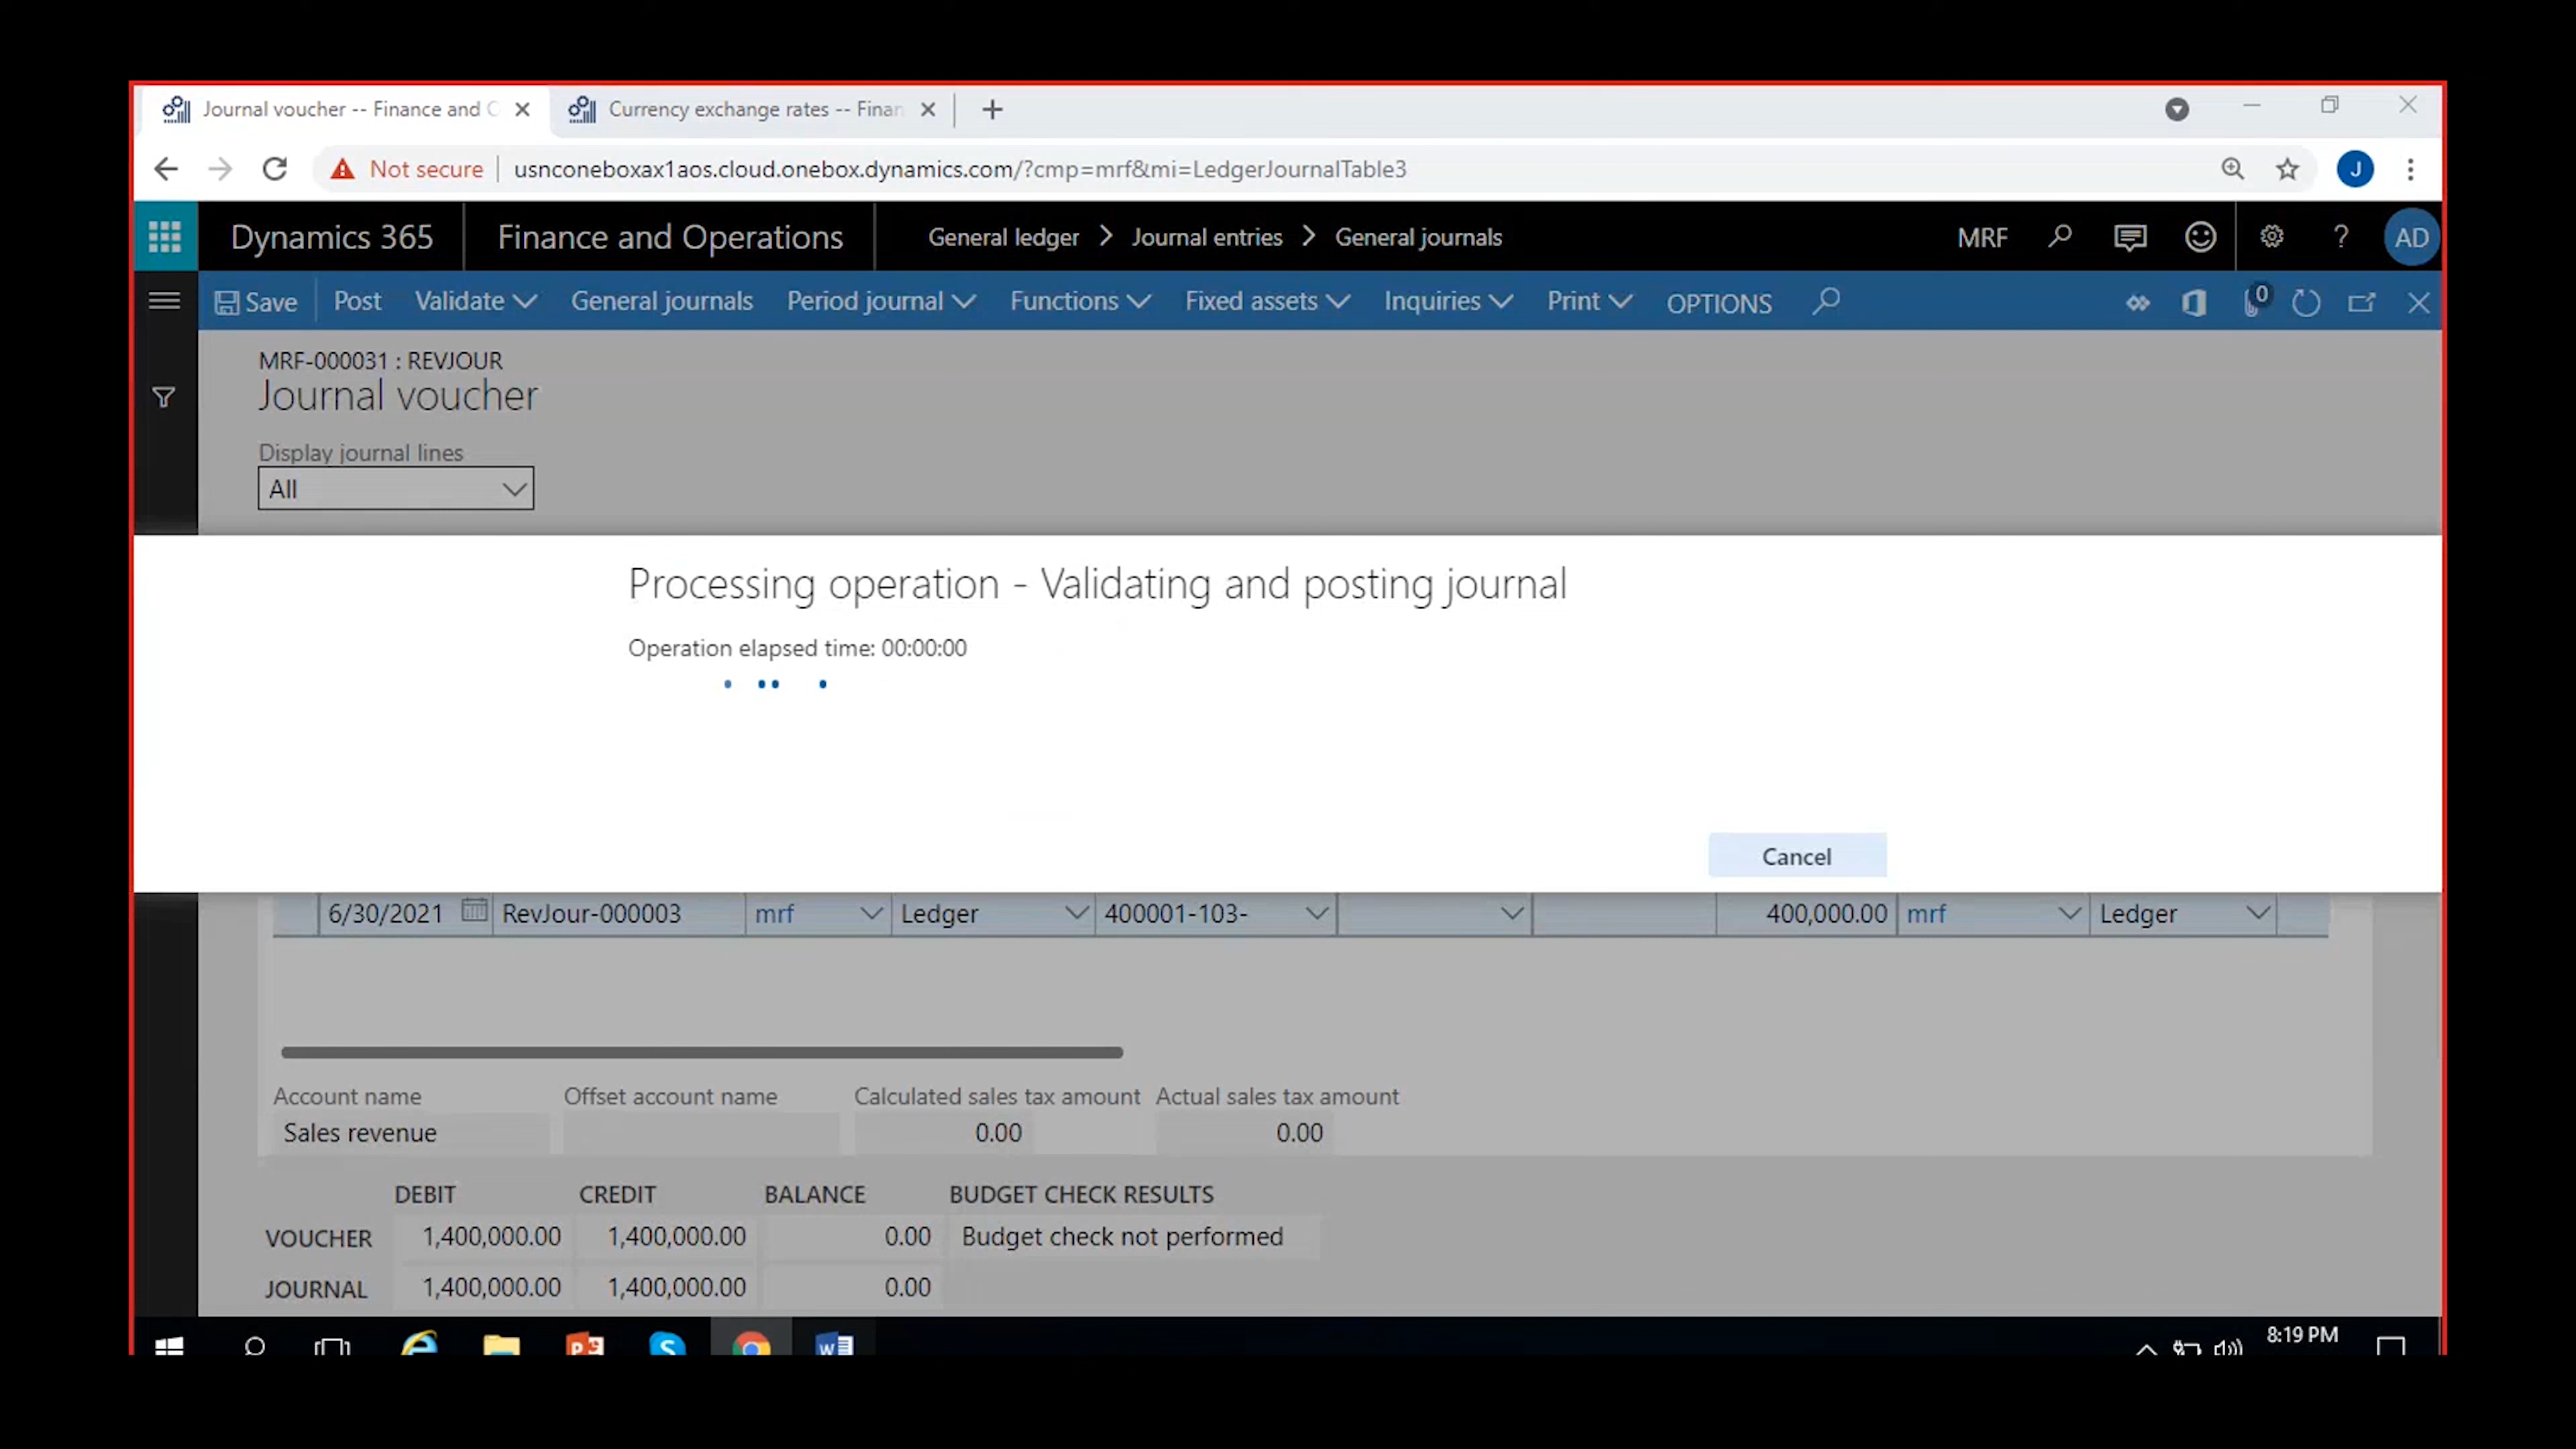 Journal voucher -- Finance and
Currency exchange rates -- Finan
Not secure usnconeboxax1aos.cloud.onebox.dynamics.com/?cmp=mrf&mi=LedgerJournalTable3 J
Dynamics 365 Finance and Operations General ledger > Journal entries > General journals MRF ? AD
Save Post Validate General journals Period journal Functions Fixed assets Inquiries Print OPTIONS 0
MRF-000031 : REVJOUR
Journal voucher
Display journal lines
All
Processing operation - Validating and posting journal
Operation elapsed time: 00:00:00
Cancel
6/30/2021 RevJour-000003 mrf Ledger 400001-103- 400,000.00 mrf Ledger
Account name Offset account name Calculated sales tax amount Actual sales tax amount
Sales revenue 0.00 0.00
DEBIT CREDIT BALANCE BUDGET CHECK RESULTS
VOUCHER 1,400,000.00 1,400,000.00 0.00 Budget check not performed
JOURNAL 1,400,000.00 1,400,000.00 0.00
8:19 PM